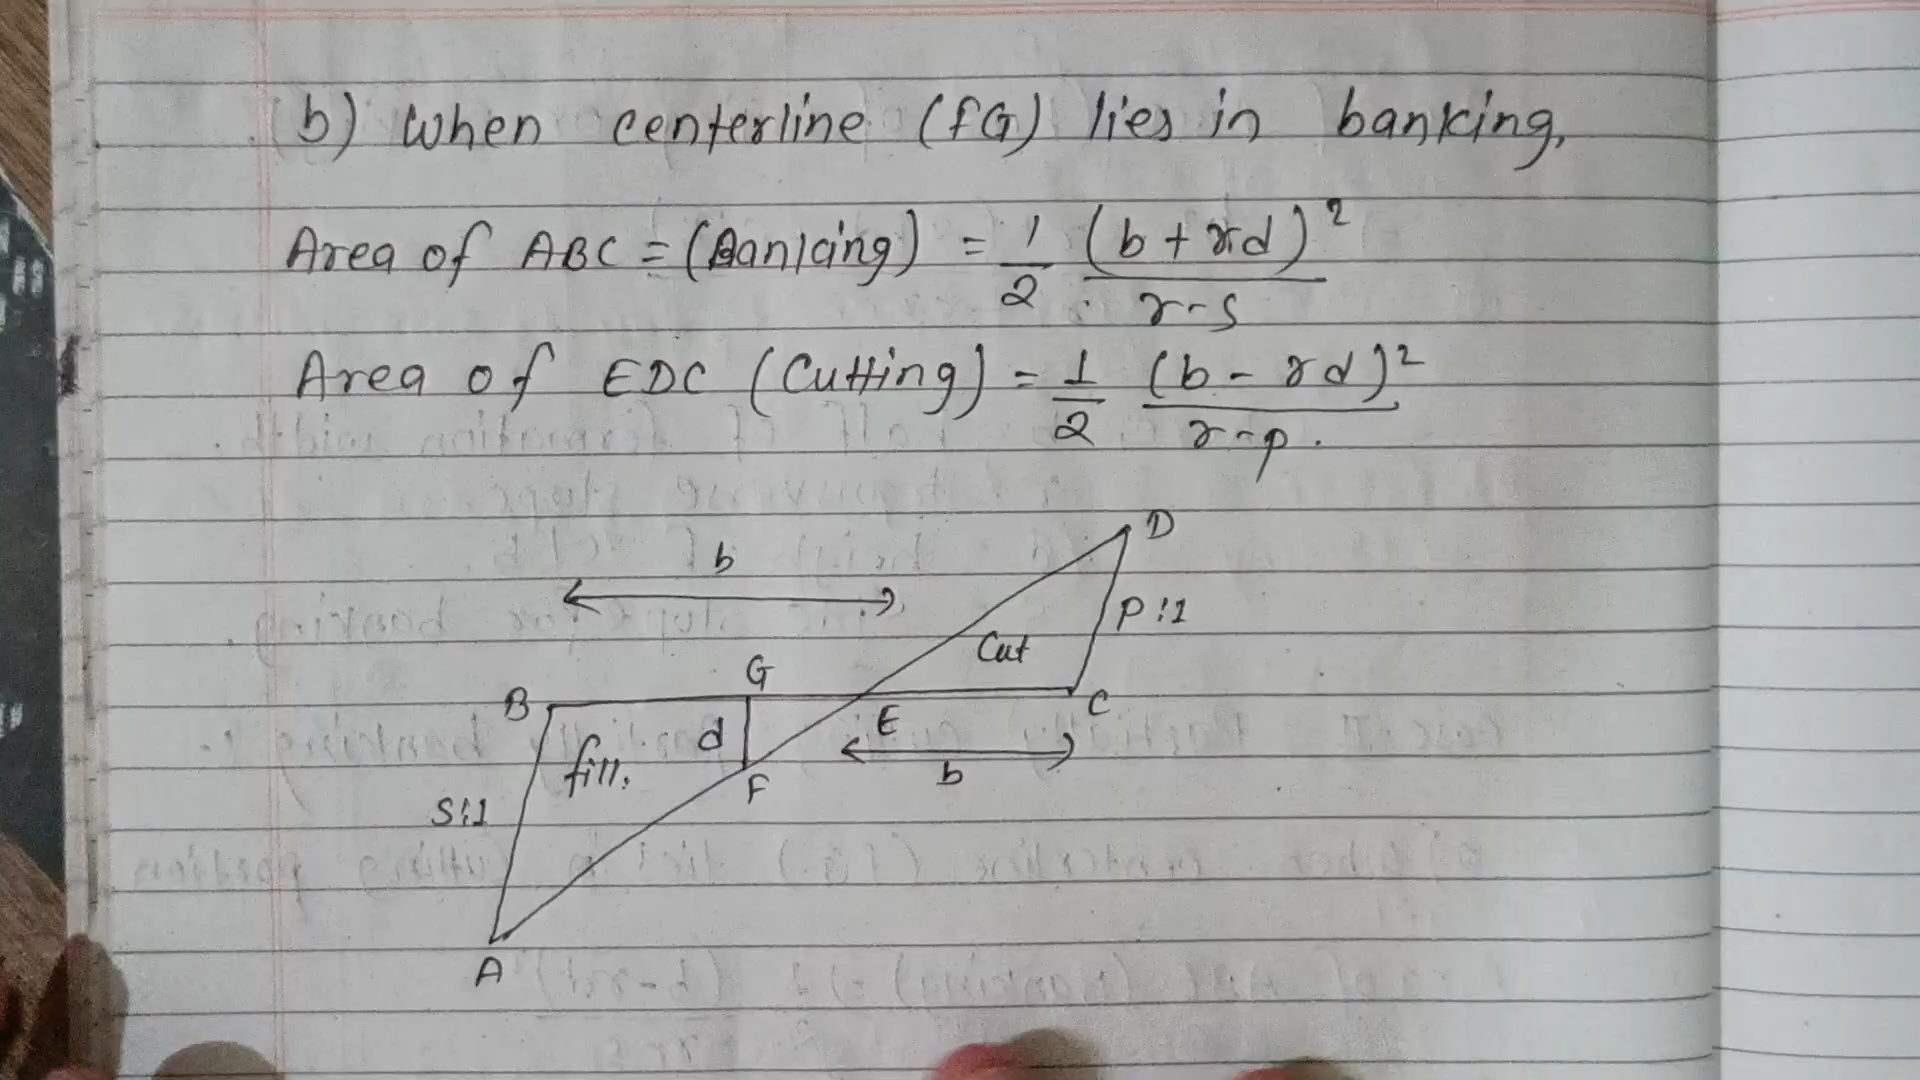 b) When centerline (fG) lies in banking,
Area of ABC = (Banking) = 1/2 (b + rd)² / r-s
Area of EDC (Cutting) = 1/2 (b - rd)² / r-p.
D
b
P:1
Cut
G
B
C
E
d
fill.
b
F
S:1
A